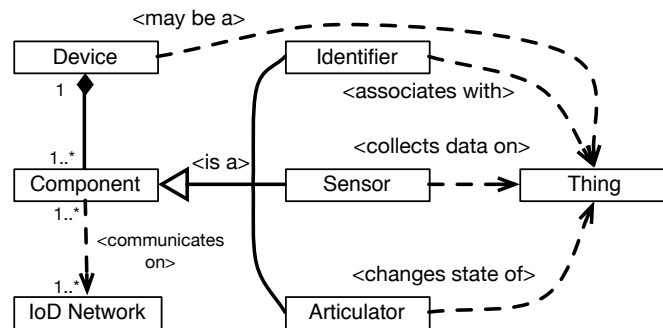 <may be a>
Device
Identifier
1
<associates with>
1..*
<is a>
<collects data on>
Component
Sensor
Thing
1..*
<communicates
on>
<changes state of>
1..*
IoD Network
Articulator